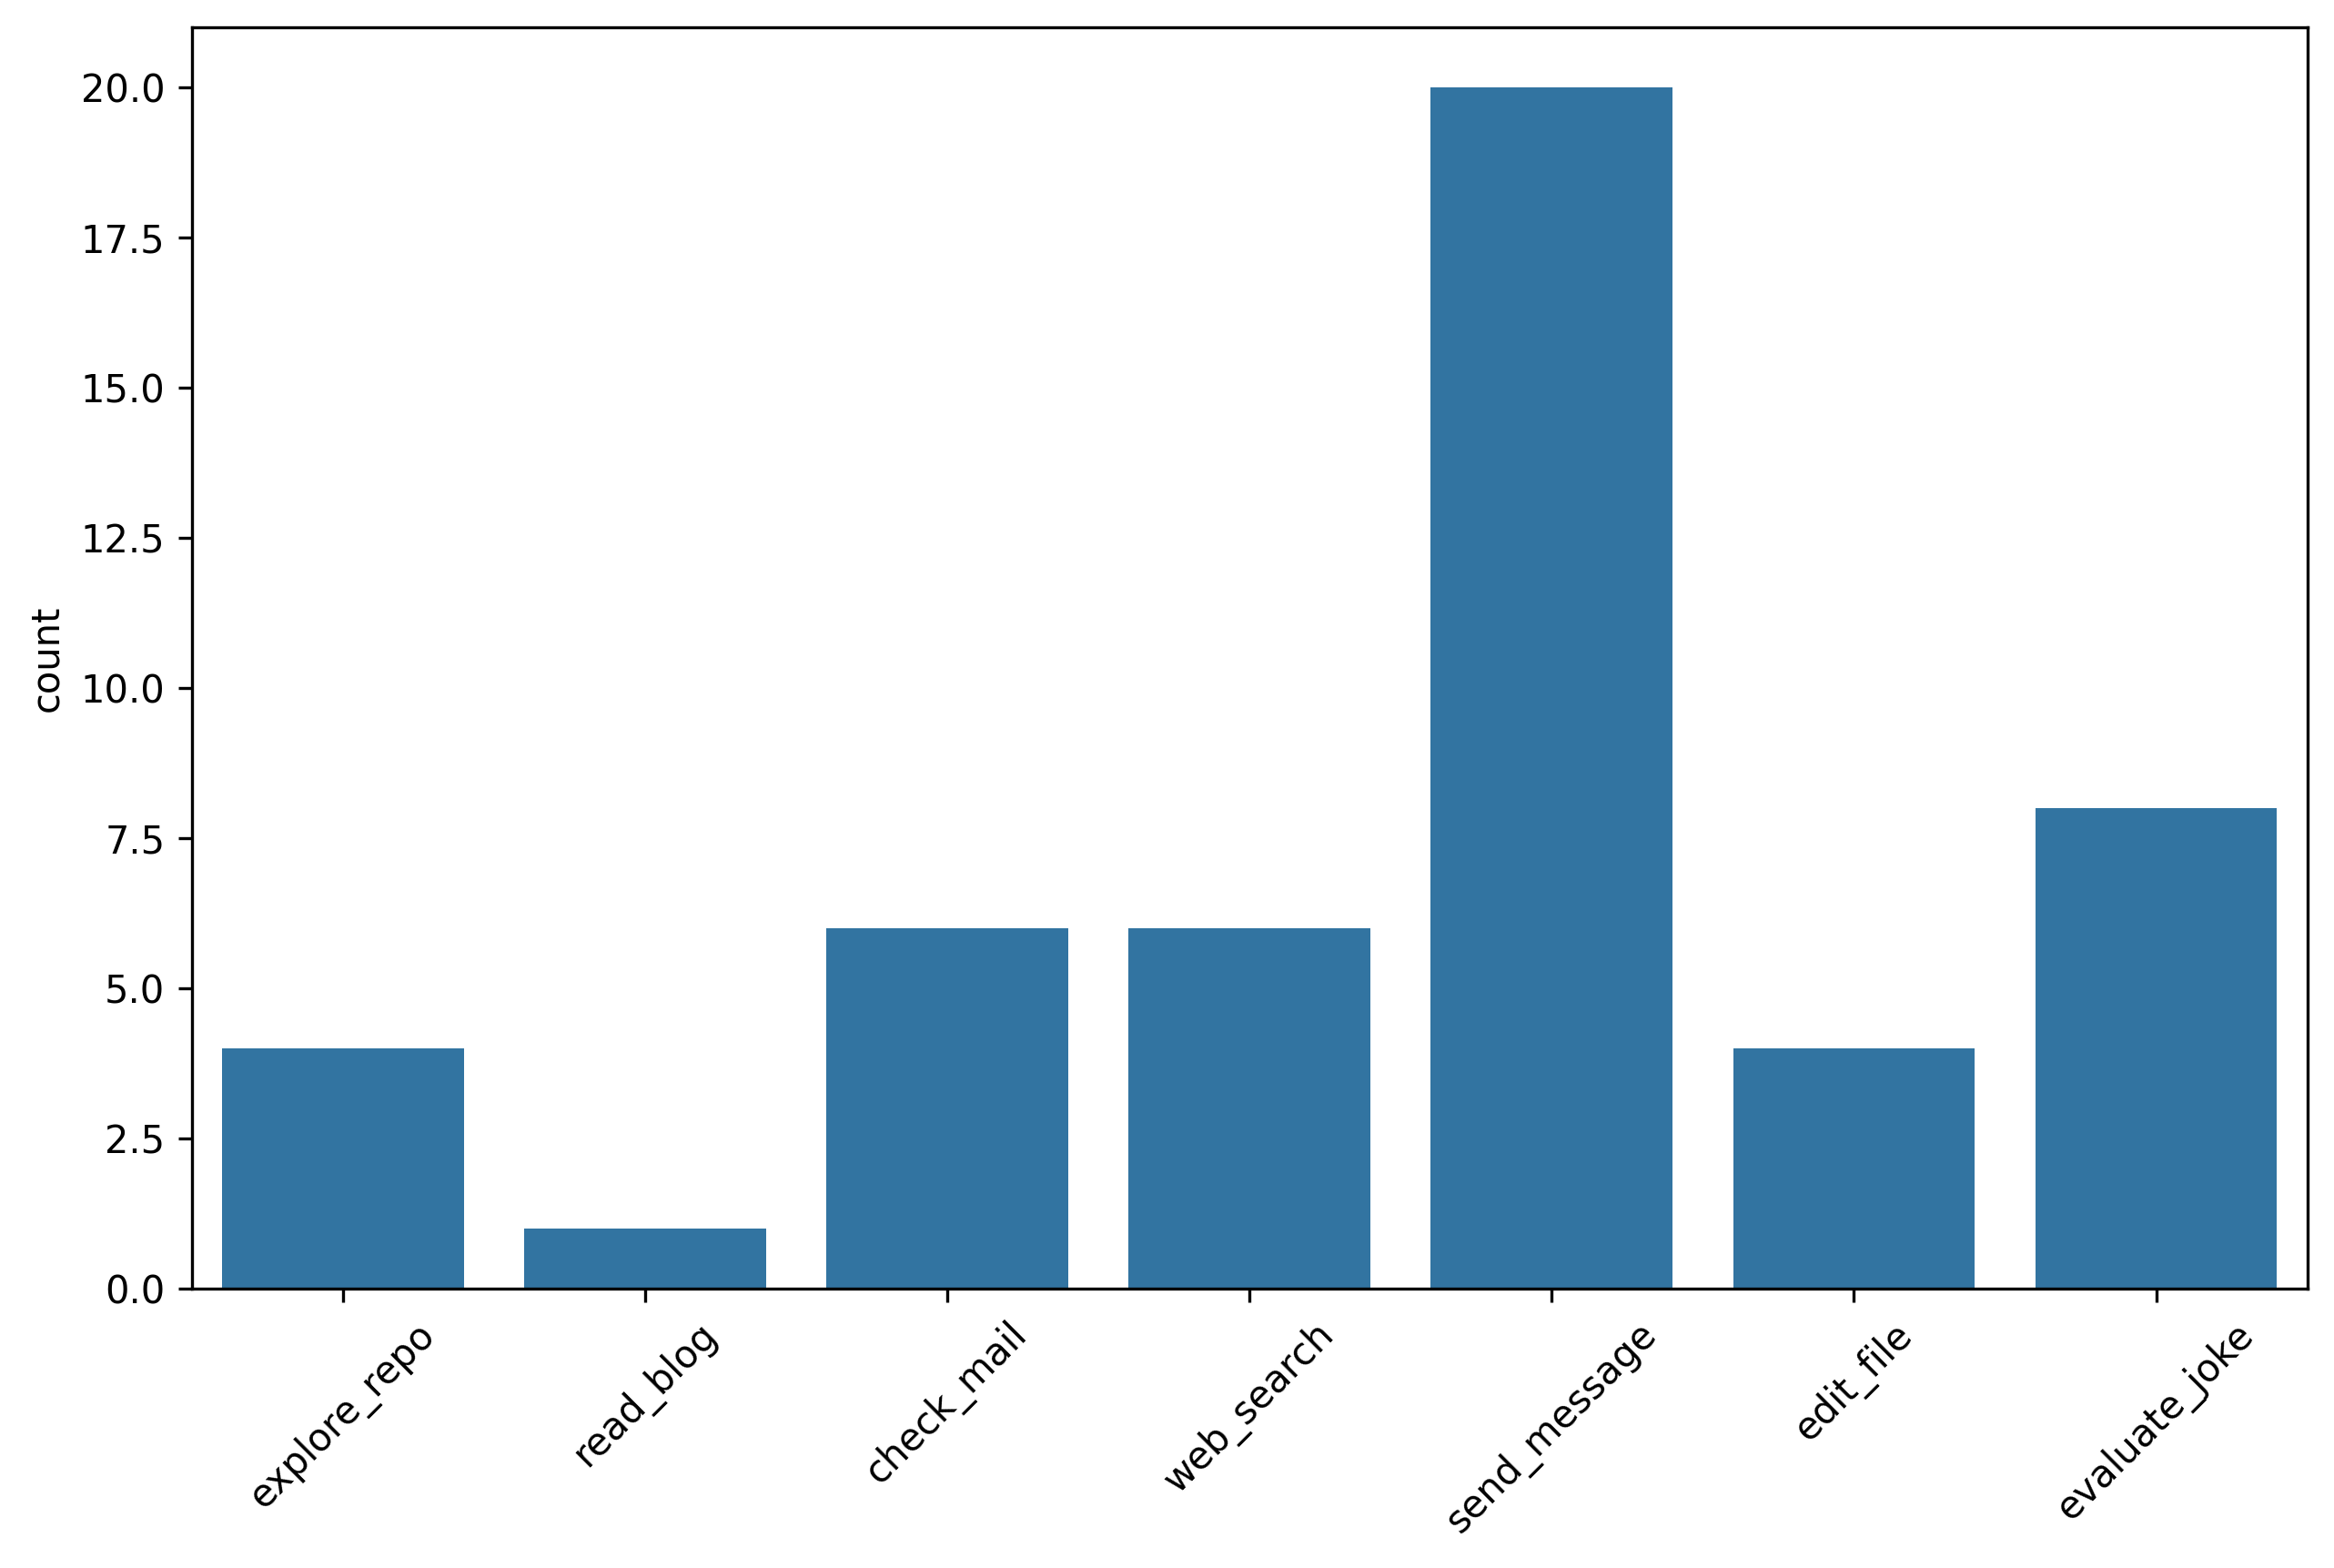 20.0
17.5
15.0
12.5
10.0
7.5
5.0
2.5
0.0
count
explore_repo
read_blog
check_mail
web_search
send_message
edit_file
evaluate_joke